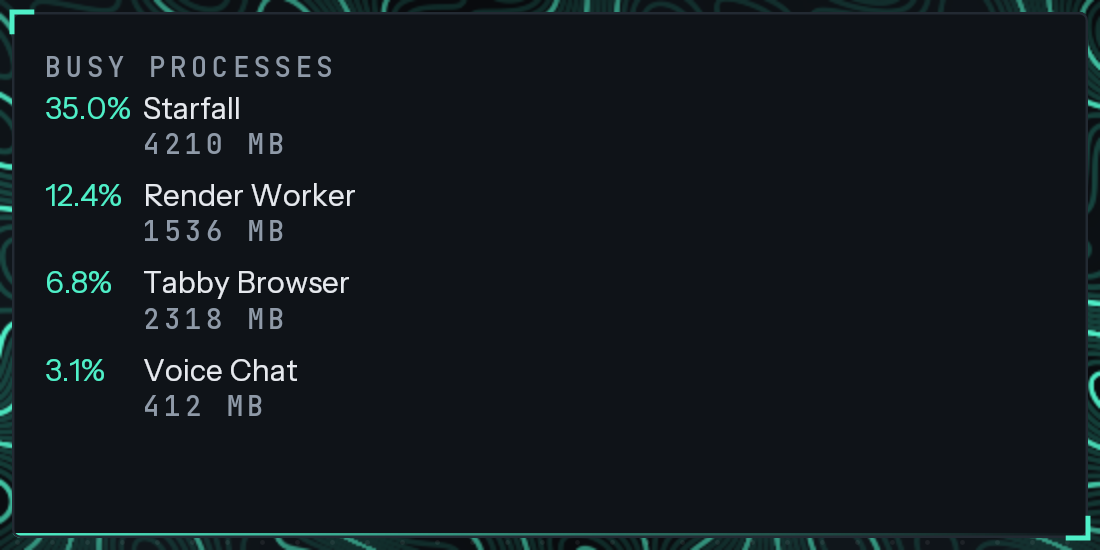 BUSY PROCESSES
35.0% Starfall
4210 MB
12.4% Render Worker
1536 MB
6.8% Tabby Browser
2318 MB
3.1% Voice Chat
412 MB